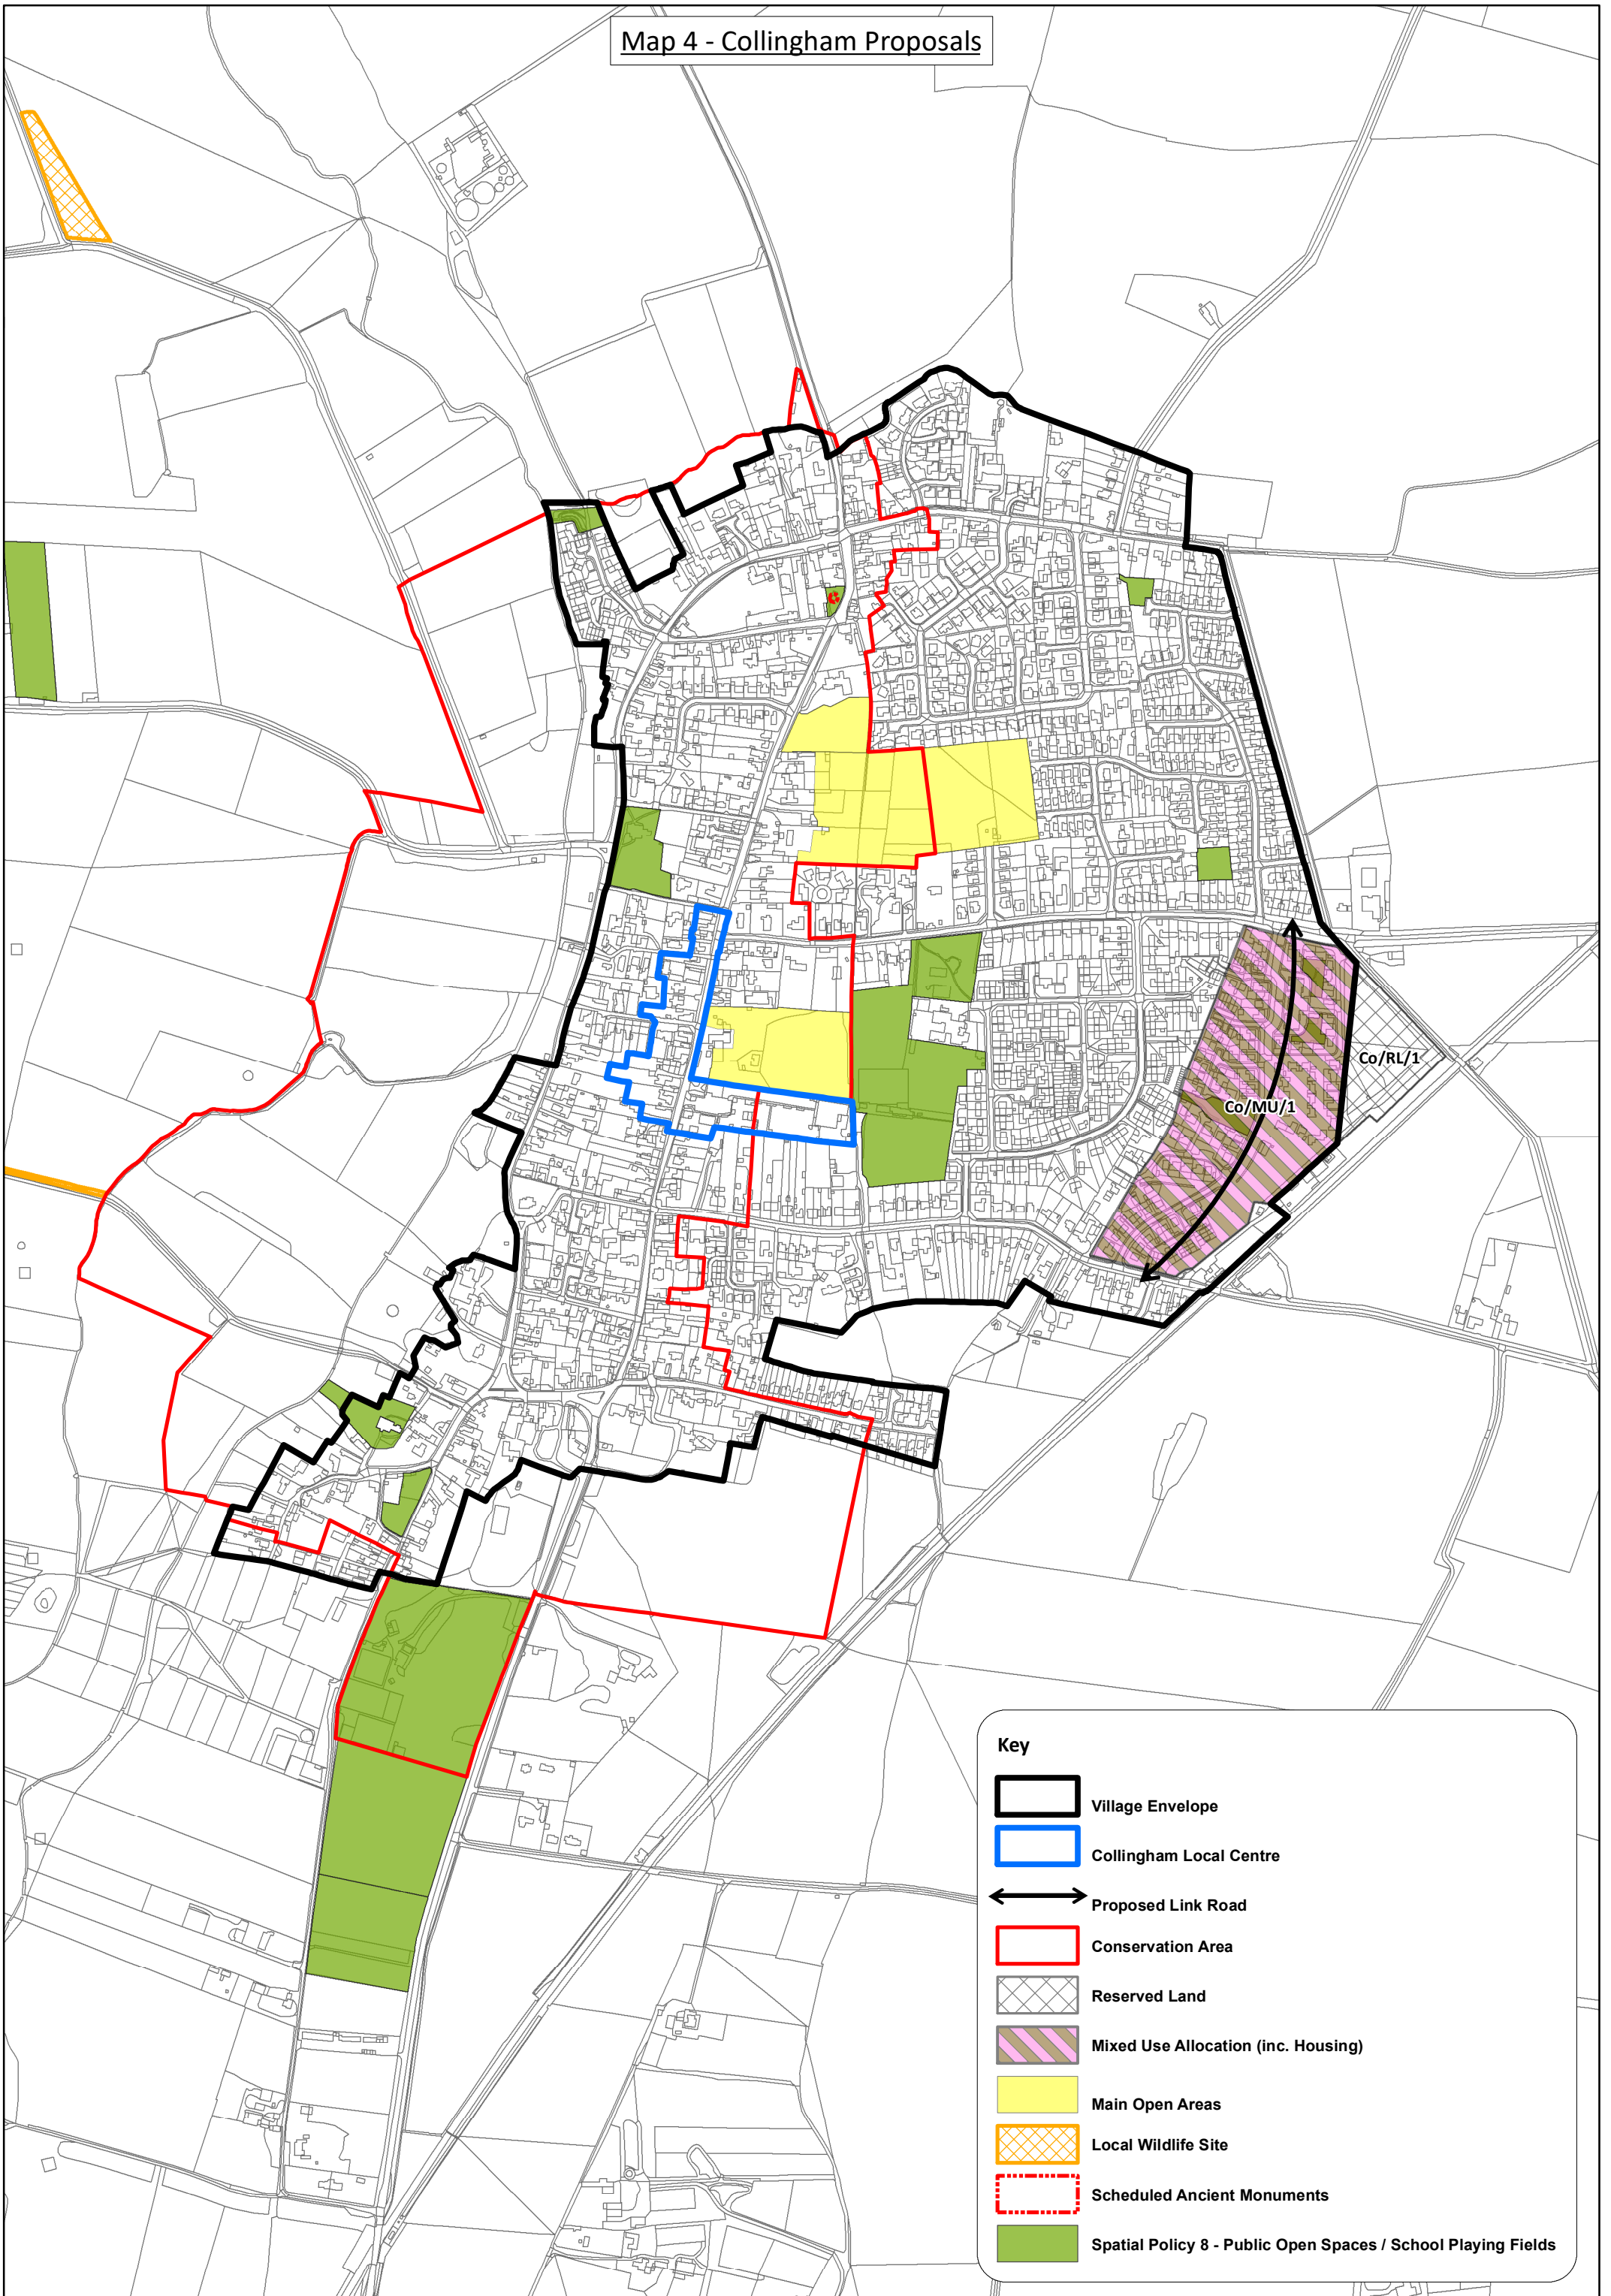 Map 4 - Collingham Proposals
Co/RL/1
Co/MU/1
Key
Village Envelope
Collingham Local Centre
Proposed Link Road
Conservation Area
Reserved Land
Mixed Use Allocation (inc. Housing)
Main Open Areas
Local Wildlife Site
Scheduled Ancient Monuments
Spatial Policy 8 - Public Open Spaces / School Playing Fields